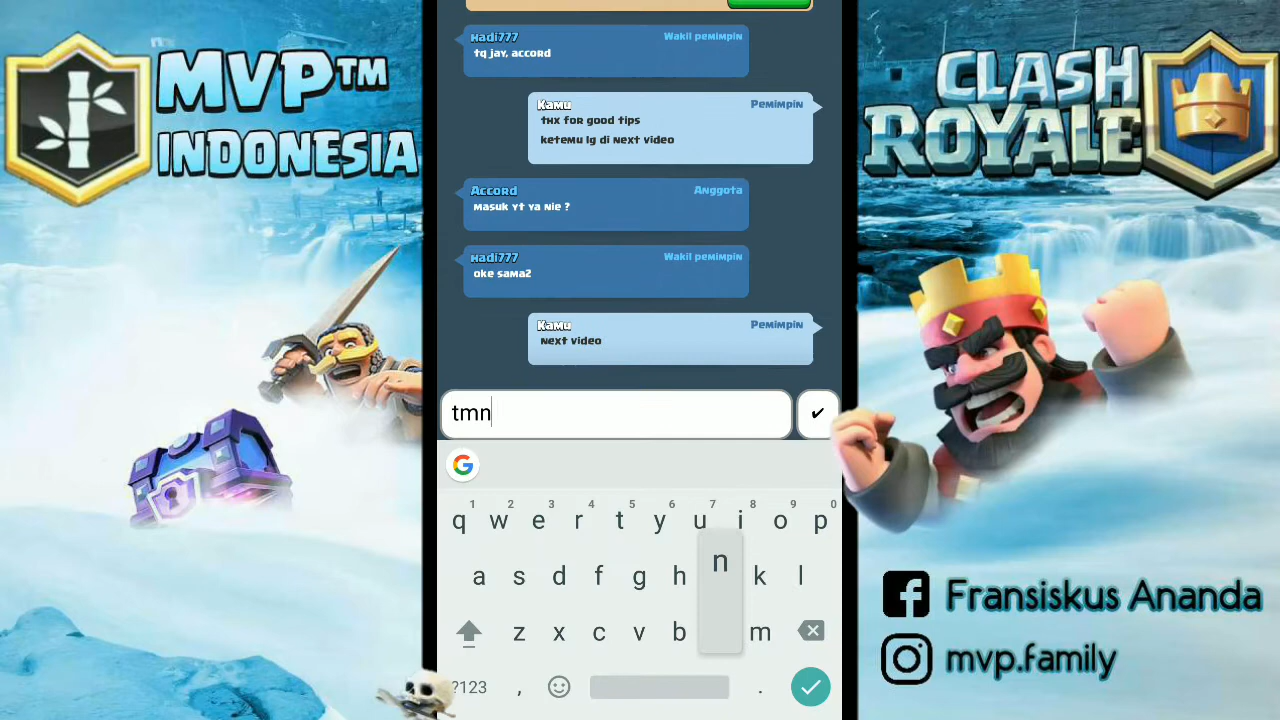 MVP™
INDONESIA
Hadi777 Wakil pemimpin
tq jay, accord
Kamu Pemimpin
thx for good tips
ketemu lg di next video
Accord Anggota
masuk yt ya nie ?
Hadi777 Wakil pemimpin
oke sama2
Kamu Pemimpin
next video
tmn
G
1 2 3 4 5 6 7 8 9 0
q w e r t y u i o p
a s d f g h n k l
z x c v b m
?123 , .
CLASH
ROYALE
Fransiskus Ananda
mvp.family